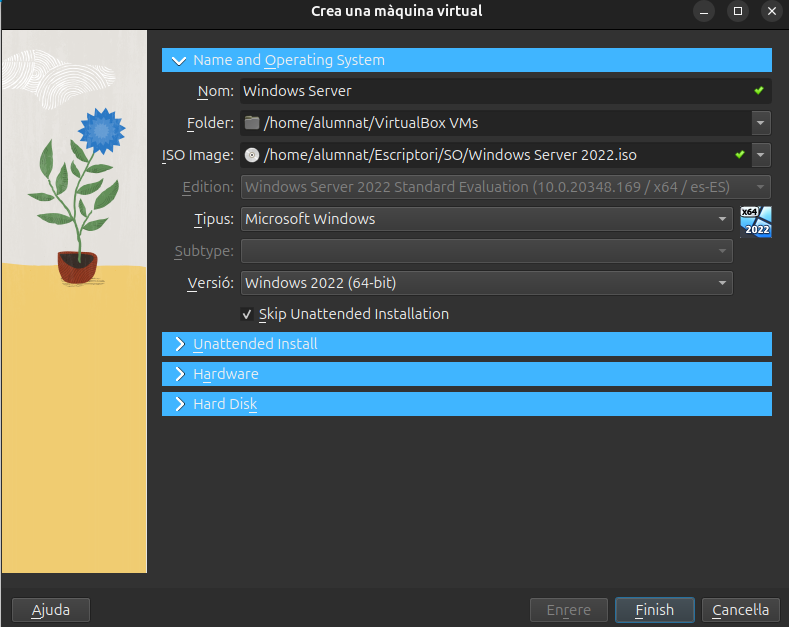 Crea una màquina virtual
Name and Operating System
Nom: Windows Server
Folder: /home/alumnat/VirtualBox VMs
ISO Image: /home/alumnat/Escriptori/SO/Windows Server 2022.iso
Edition: Windows Server 2022 Standard Evaluation (10.0.20348.169 / x64 / es-ES)
Tipus: Microsoft Windows
x64
2022
Subtype:
Versió: Windows 2022 (64-bit)
Skip Unattended Installation
Unattended Install
Hardware
Hard Disk
Ajuda
Enrere
Finish
Cancel·la